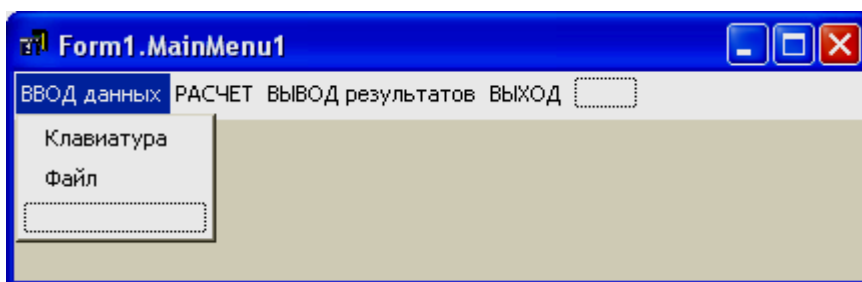 Form1.MainMenu1
ВВОД данных РАСЧЕТ ВЫВОД результатов ВЫХОД
Клавиатура
Файл